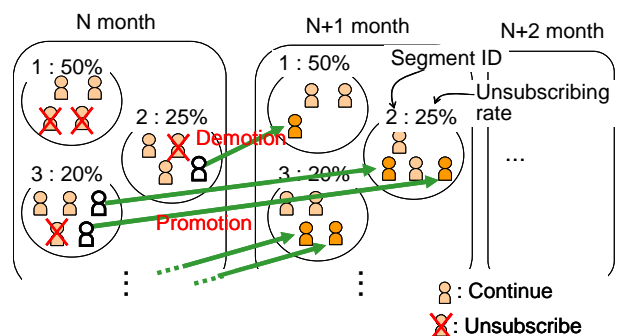 N month
N+1 month
N+2 month
1 : 50%
2 : 25%
3 : 20%
Demotion
Promotion
1 : 50%
Segment ID
Unsubscribing
rate
2 : 25%
3 : 20%
...
⋮
⋮
: Continue
: Unsubscribe